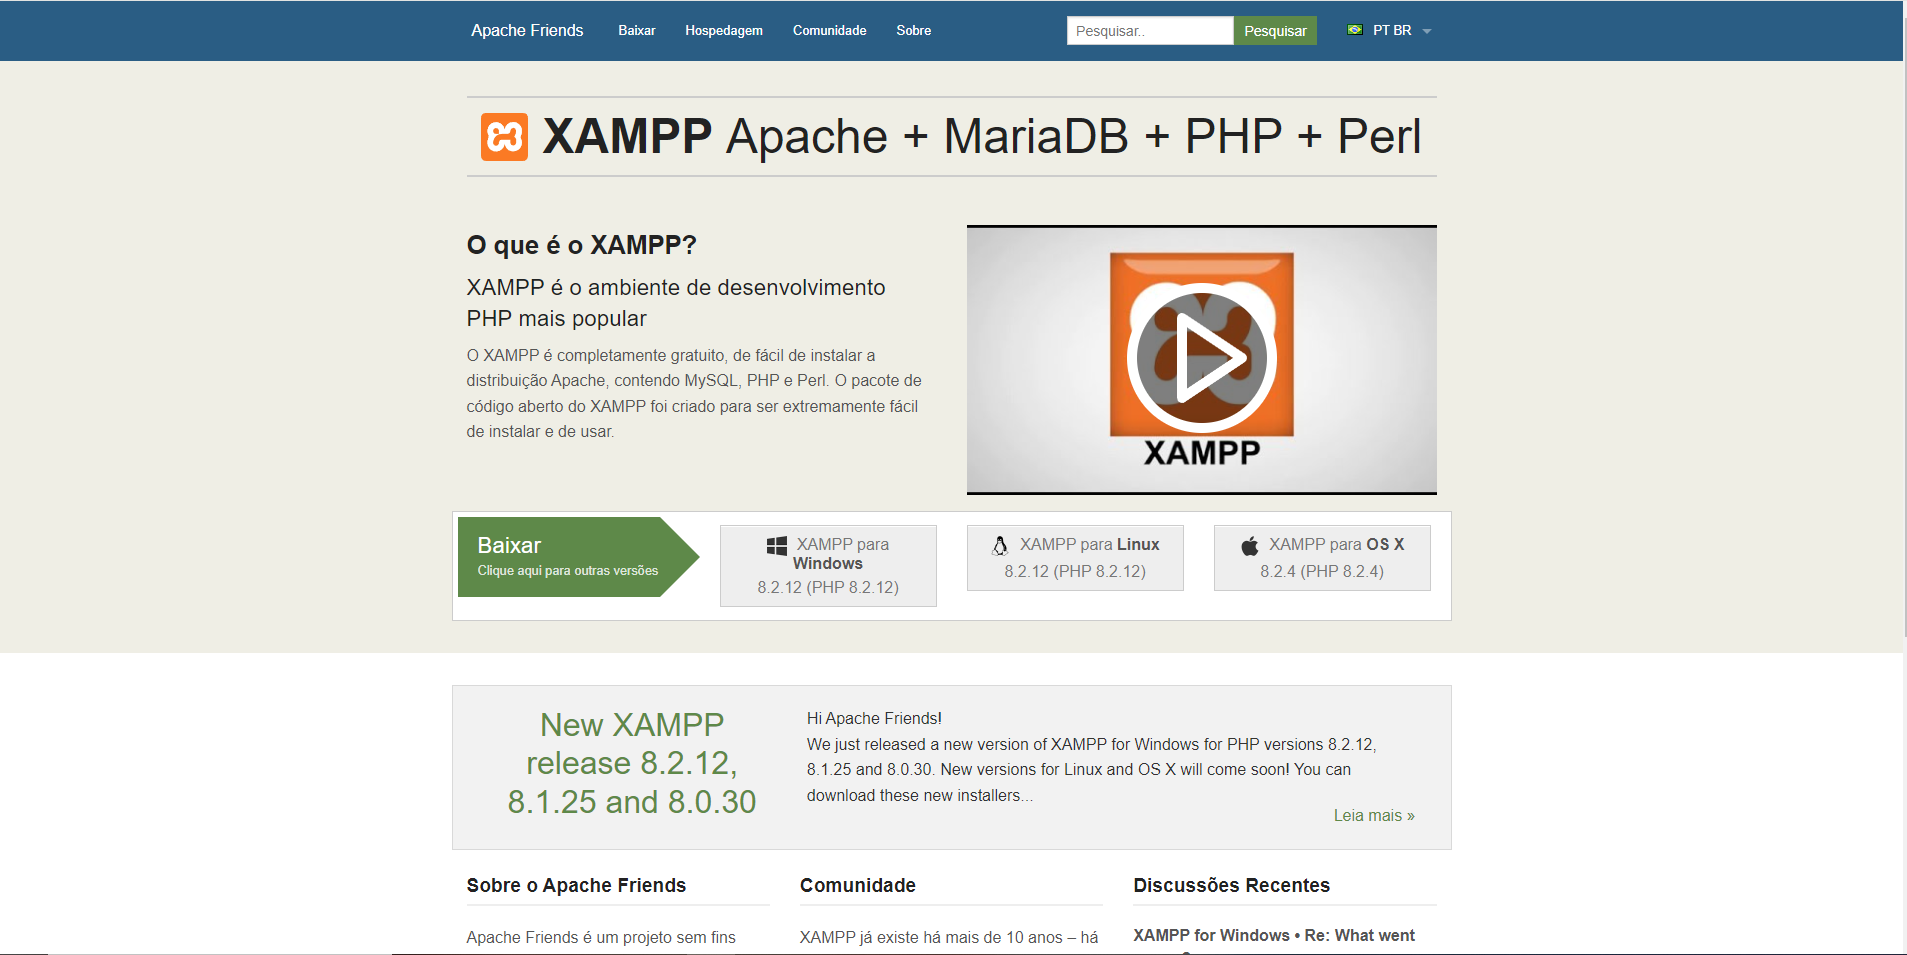 Apache Friends Baixar Hospedagem Comunidade Sobre Pesquisar.. Pesquisar PT BR
XAMPP Apache + MariaDB + PHP + Perl
O que é o XAMPP?
XAMPP é o ambiente de desenvolvimento
PHP mais popular
O XAMPP é completamente gratuito, de fácil de instalar a
distribuição Apache, contendo MySQL, PHP e Perl. O pacote de
código aberto do XAMPP foi criado para ser extremamente fácil
de instalar e de usar.
XAMPP
Baixar
Clique aqui para outras versões
XAMPP para
Windows
8.2.12 (PHP 8.2.12)
XAMPP para Linux
8.2.12 (PHP 8.2.12)
XAMPP para OS X
8.2.4 (PHP 8.2.4)
New XAMPP
release 8.2.12,
8.1.25 and 8.0.30
Hi Apache Friends!
We just released a new version of XAMPP for Windows for PHP versions 8.2.12,
8.1.25 and 8.0.30. New versions for Linux and OS X will come soon! You can
download these new installers...
Leia mais »
Sobre o Apache Friends
Apache Friends é um projeto sem fins
Comunidade
XAMPP já existe há mais de 10 anos – há
Discussões Recentes
XAMPP for Windows • Re: What went